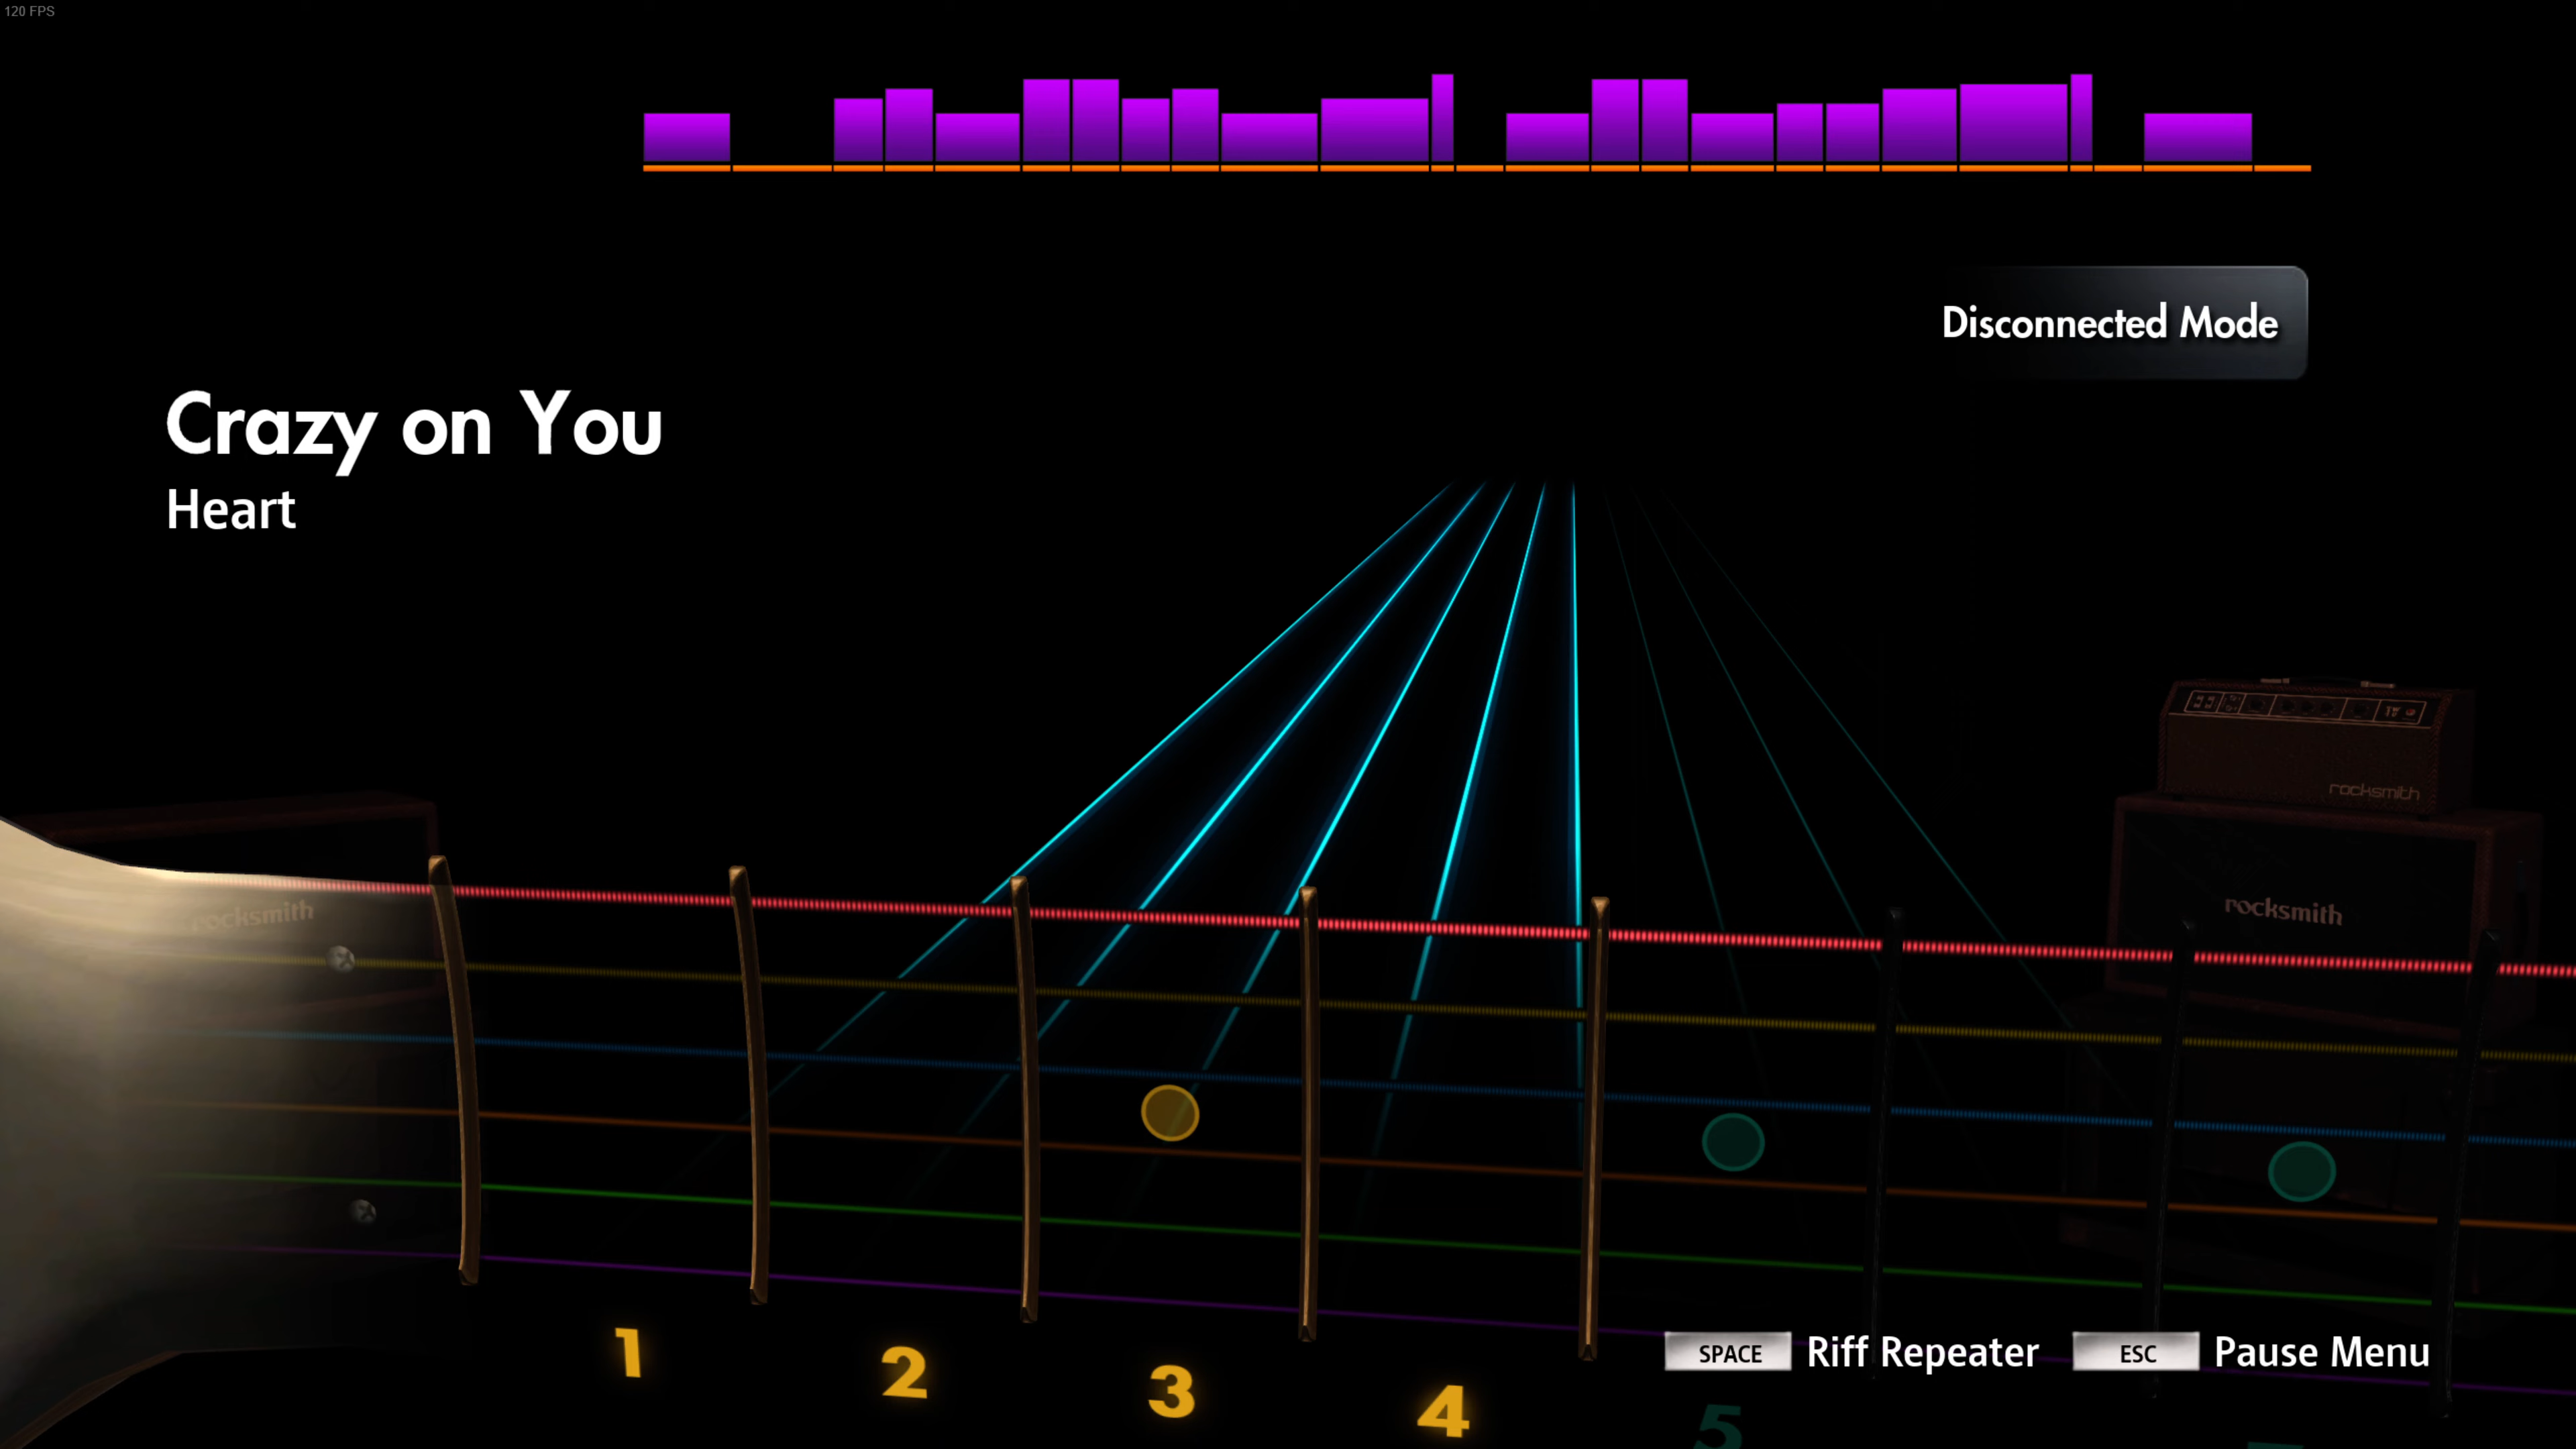 120 FPS
Disconnected Mode
Crazy on You
Heart
rocksmith
rocksmith
rocksmith
SPACE Riff Repeater ESC Pause Menu
1 2 3 4 5